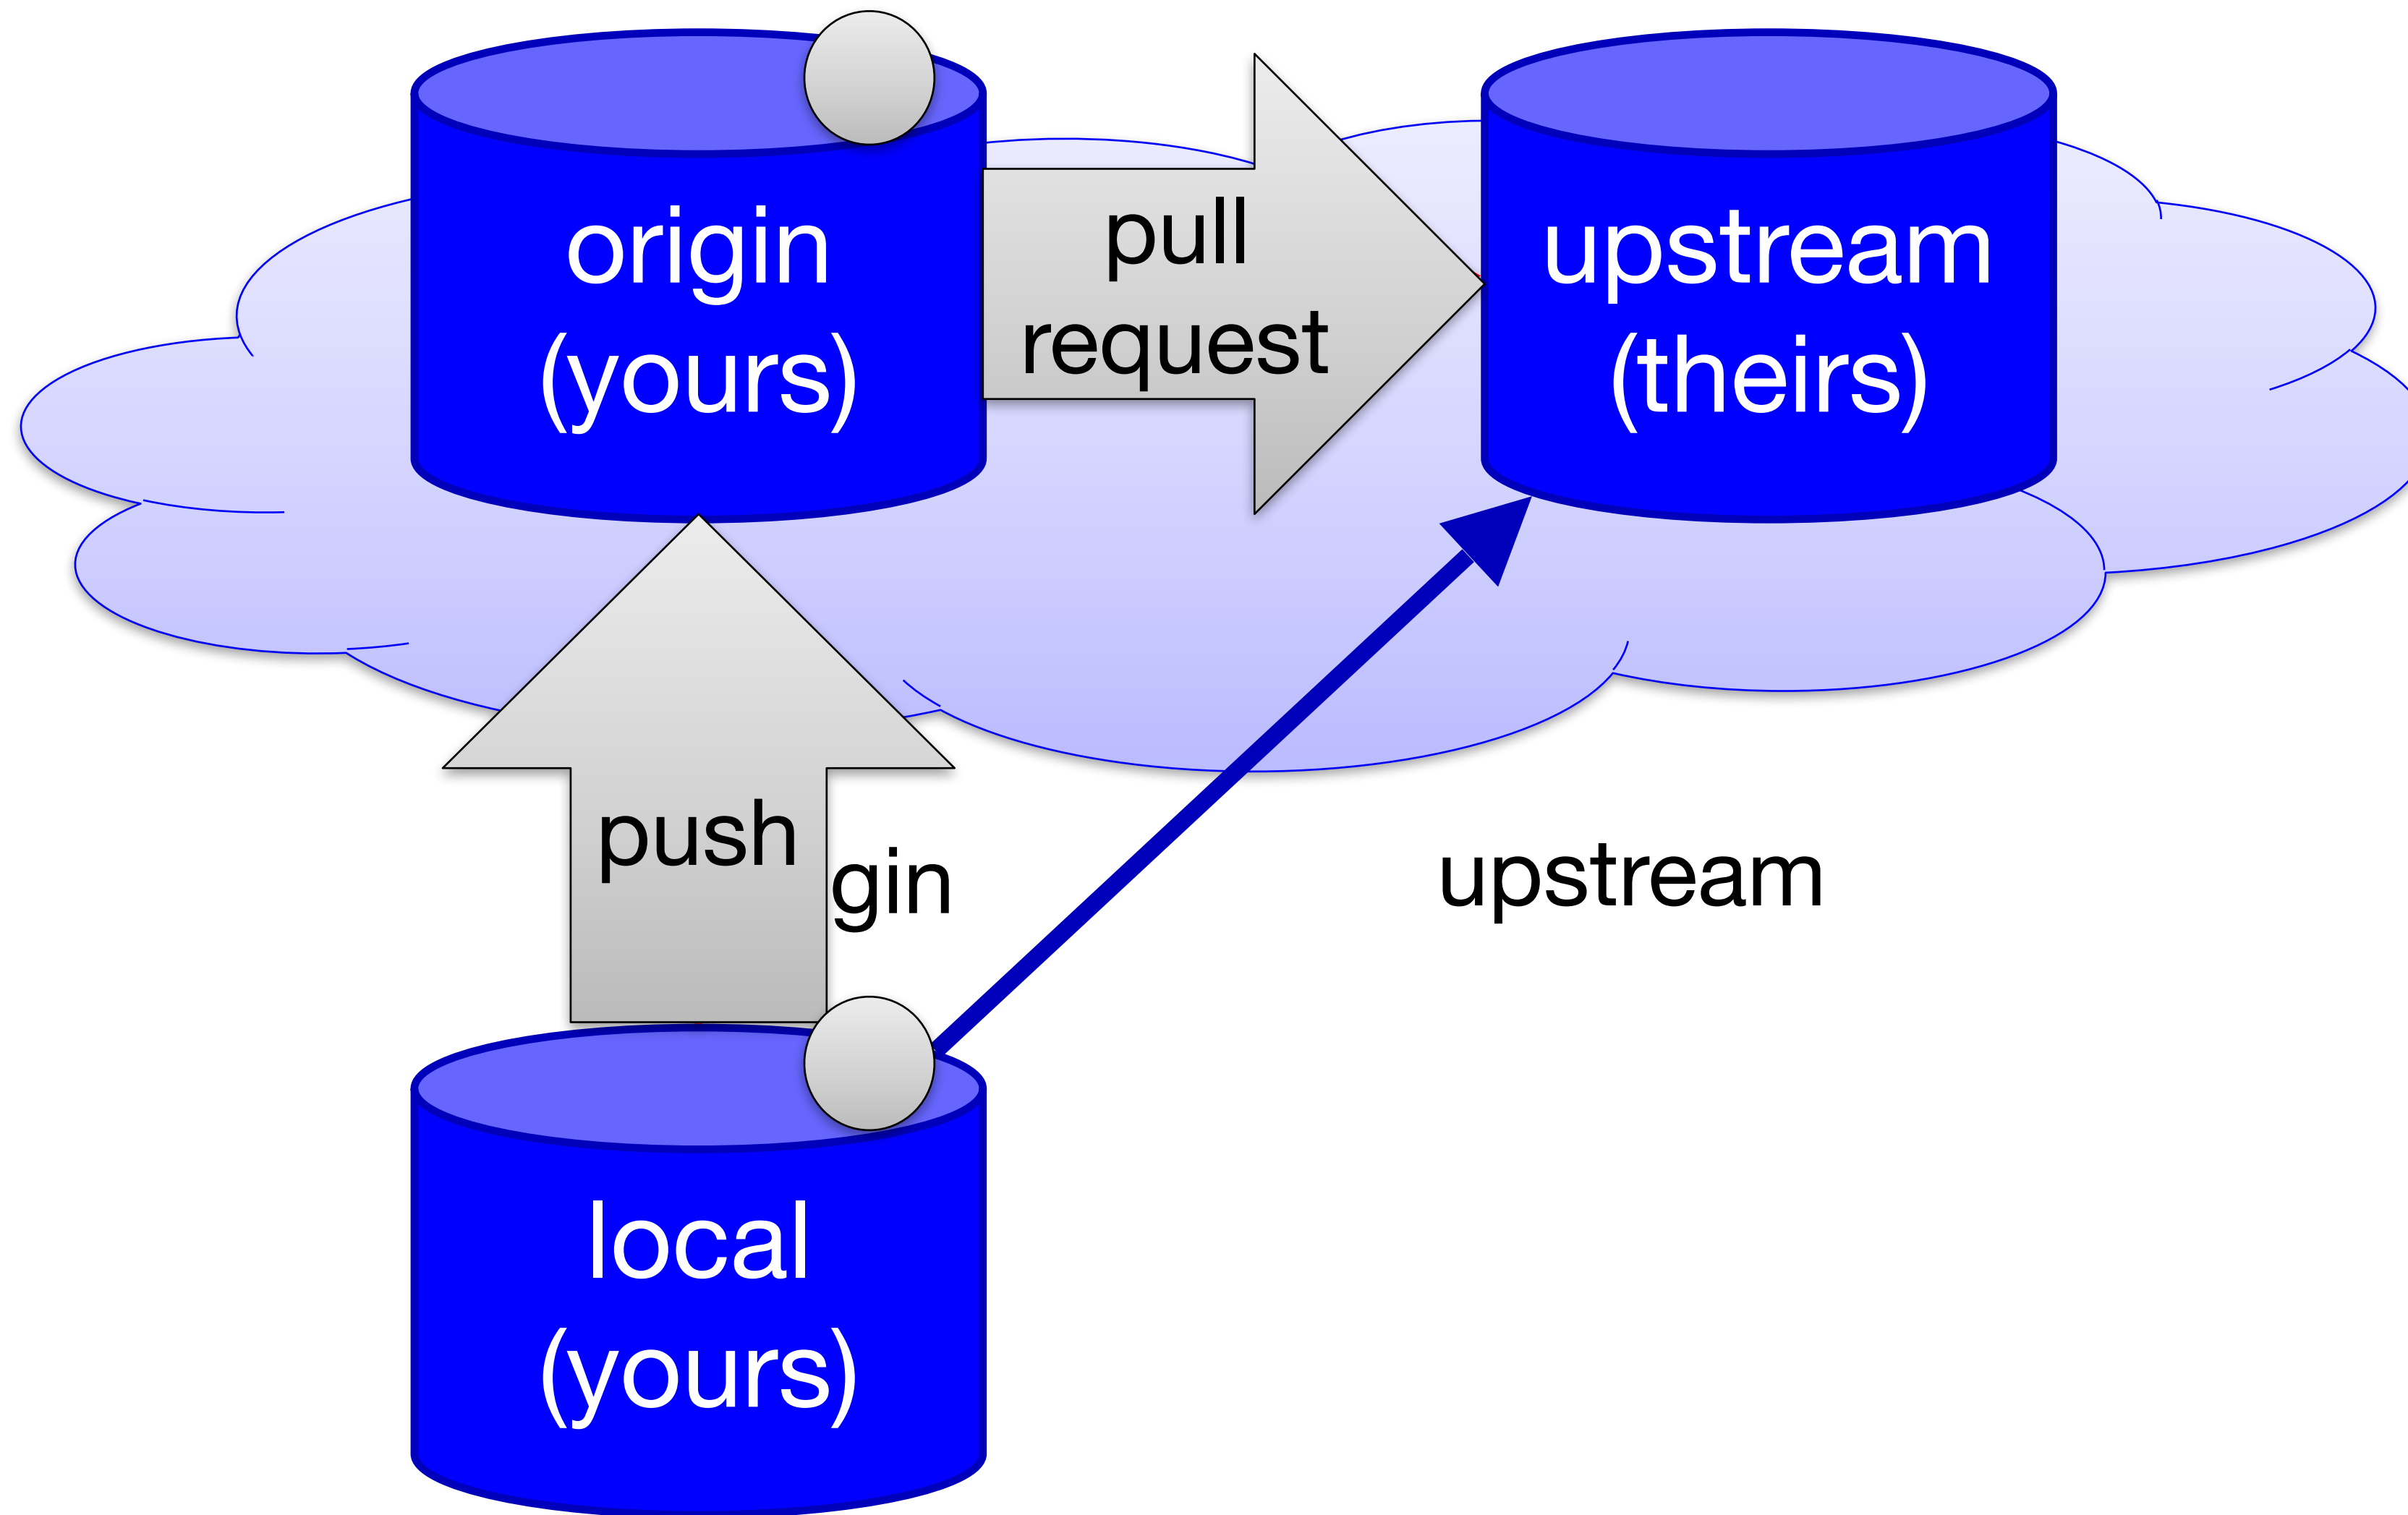 origin
(yours)
pull
request
upstream
(theirs)
push
gin
upstream
local
(yours)